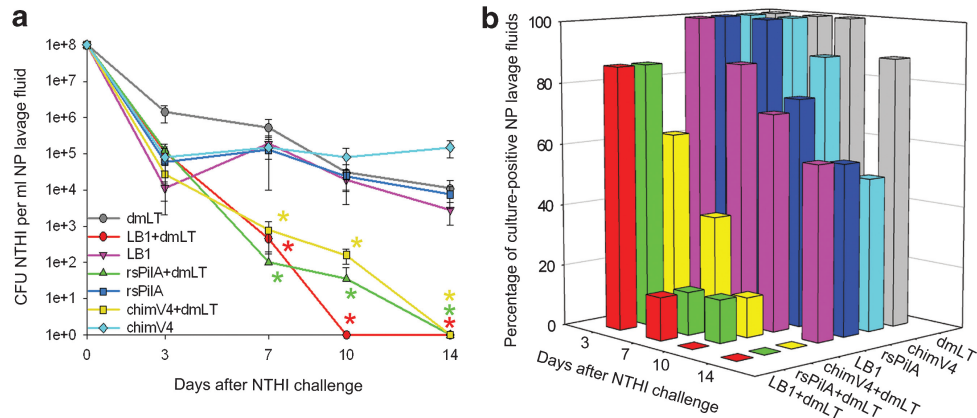 a
CFU NTHI per ml NP lavage fluid
1e+8
1e+7
1e+6
1e+5
1e+4
1e+3
1e+2
1e+1
1e+0
dmLT
LB1+dmLT
LB1
rsPilA+dmLT
rsPilA
chimV4+dmLT
chimV4
* *
*
*
*
*
*
*
*
0 3 7 10 14
Days after NTHI challenge
b
Percentage of culture-positive NP lavage fluids
100
80
60
40
20
0
3
7
10
14
Days after NTHI challenge
dmLT
chimV4
rsPilA
LB1
chimV4+dmLT
rsPilA+dmLT
LB1+dmLT